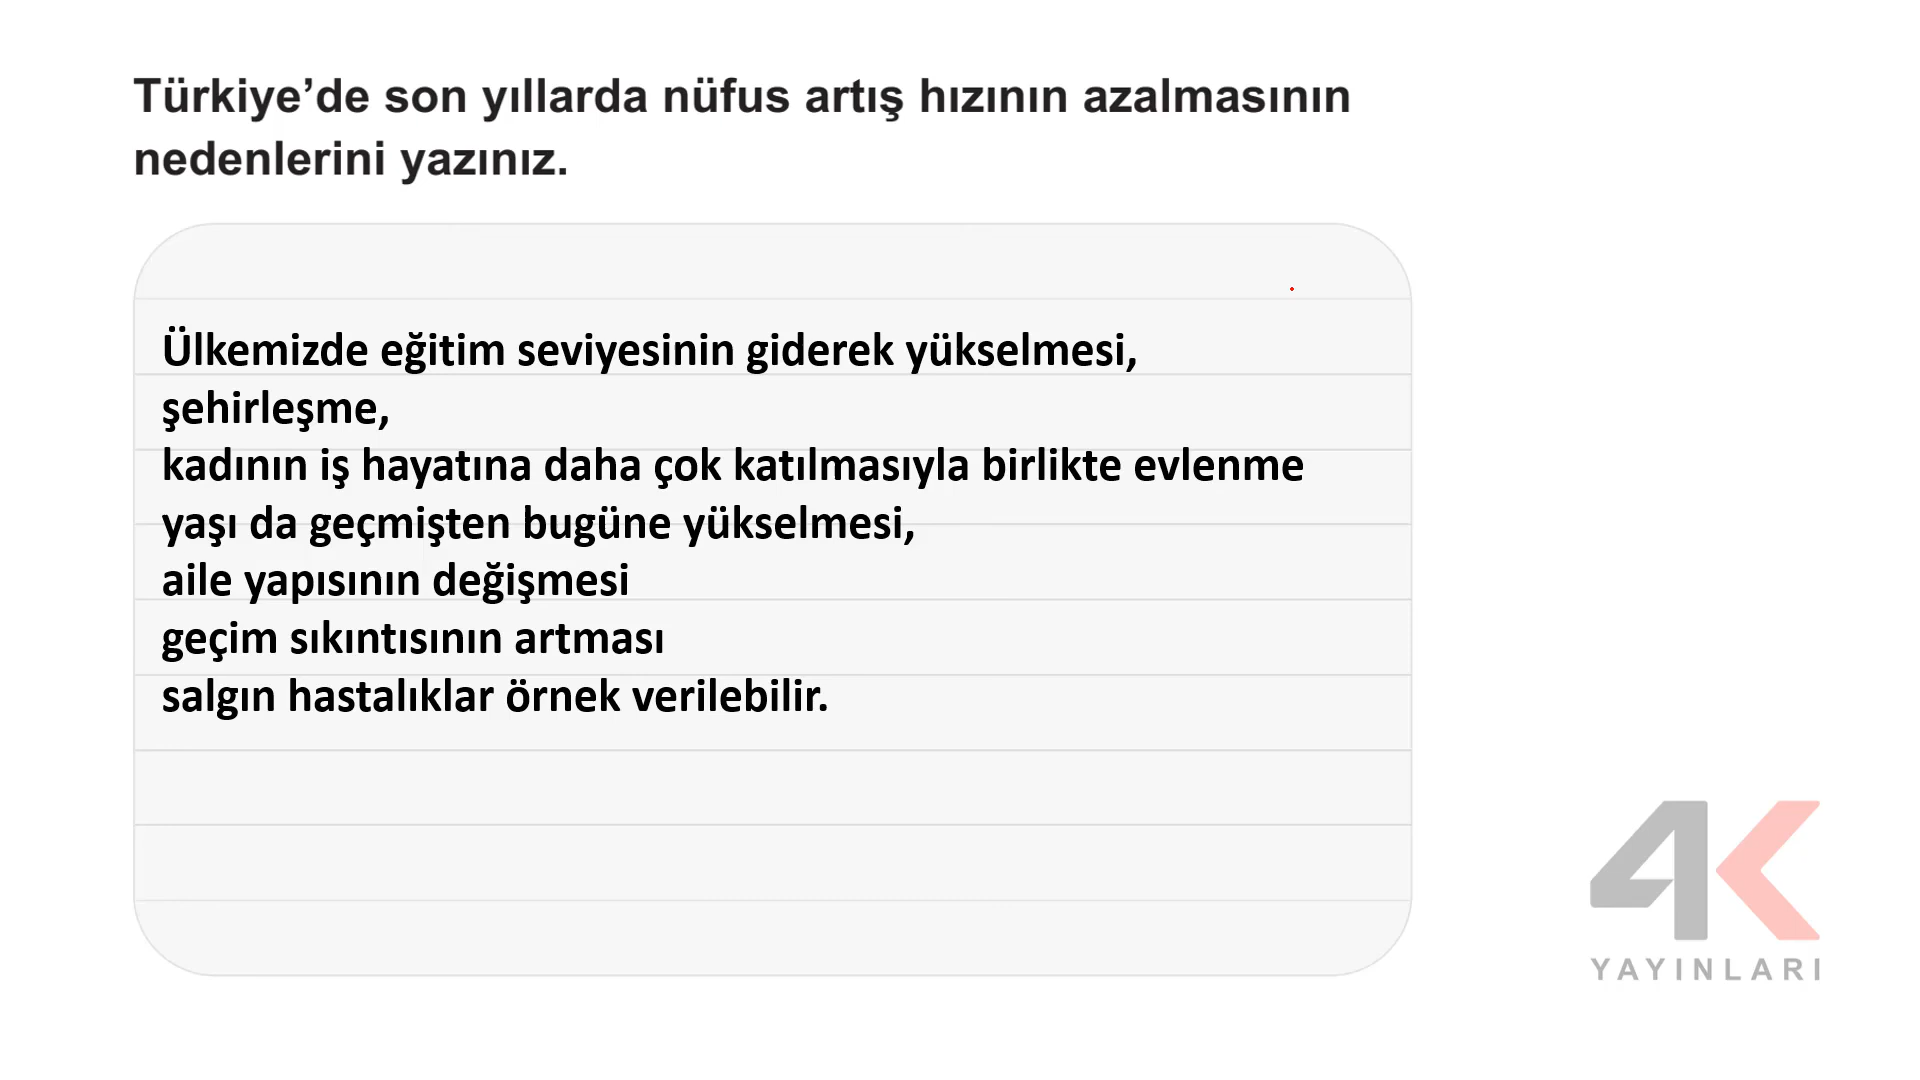 Türkiye’de son yıllarda nüfus artış hızının azalmasının
nedenlerini yazınız.
Ülkemizde eğitim seviyesinin giderek yükselmesi,
şehirleşme,
kadının iş hayatına daha çok katılmasıyla birlikte evlenme
yaşı da geçmişten bugüne yükselmesi,
aile yapısının değişmesi
geçim sıkıntısının artması
salgın hastalıklar örnek verilebilir.
4K
YAYINLARI